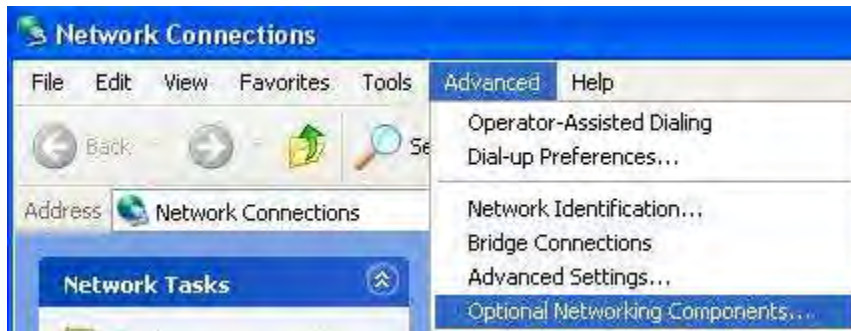 Network Connections
File Edit View Favorites Tools Advanced Help
Back
Se
Operator-Assisted Dialing
Dial-up Preferences...
Address Network Connections
Network Identification...
Bridge Connections
Advanced Settings...
Optional Networking Components...
Network Tasks